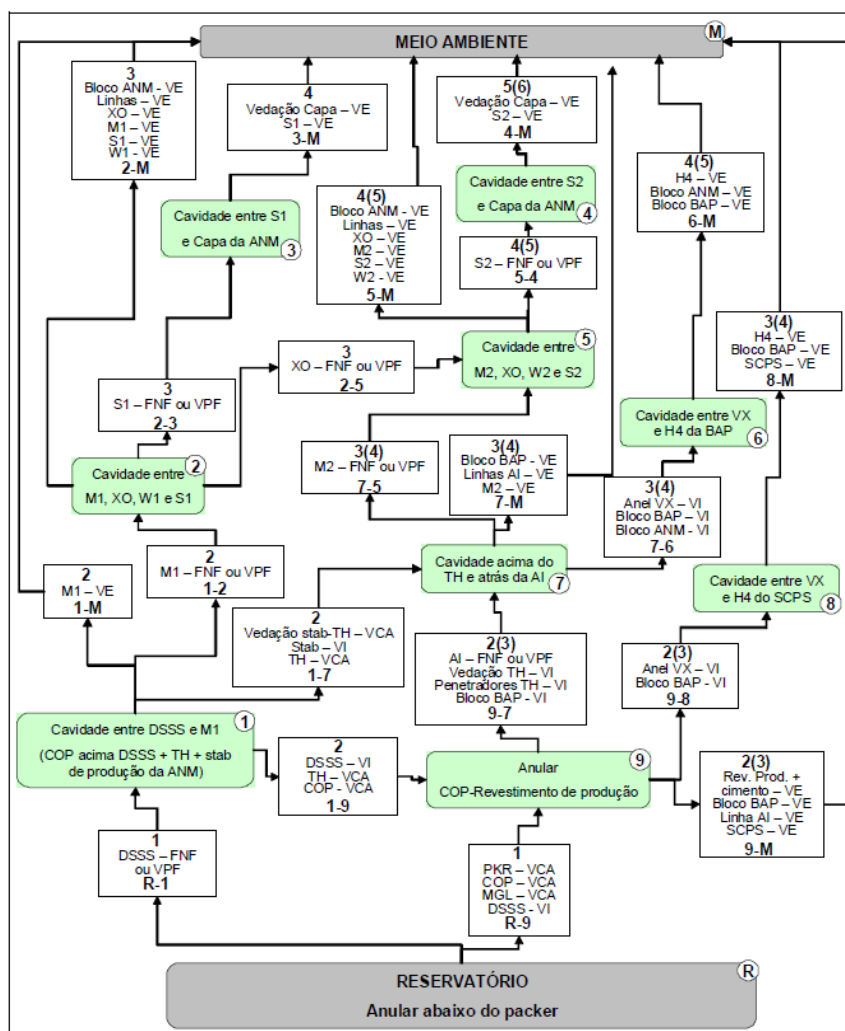 MEIO AMBIENTE
M
3
Bloco ANM - VE
Linhas – VE
XO – VE
M1 – VE
S1 – VE
W1 - VE
2-M
4
Vedação Capa – VE
S1 – VE
3-M
5(6)
Vedação Capa – VE
S2 – VE
4-M
4(5)
H4 – VE
Bloco ANM – VE
Bloco BAP – VE
6-M
Cavidade entre S1
e Capa da ANM
3
4(5)
Bloco ANM - VE
Linhas – VE
XO – VE
M2 – VE
S2 – VE
W2 - VE
5-M
Cavidade entre S2
e Capa da ANM
4
4(5)
S2 – FNF ou VPF
5-4
3(4)
H4 – VE
Bloco BAP – VE
SCPS – VE
8-M
3
XO – FNF ou VPF
2-5
Cavidade entre
M2, XO, W2 e S2
5
3
S1 – FNF ou VPF
2-3
Cavidade entre VX
e H4 da BAP
6
Cavidade entre
M1, XO, W1 e S1
2
3(4)
M2 – FNF ou VPF
7-5
3(4)
Bloco BAP - VE
Linhas AI – VE
M2 – VE
7-M
3(4)
Anel VX – VI
Bloco BAP – VI
Bloco ANM - VI
7-6
2
M1 – VE
1-M
2
M1 – FNF ou VPF
1-2
Cavidade acima do
TH e atrás da AI
7
Cavidade entre VX
e H4 do SCPS
8
2
Vedação stab-TH – VCA
Stab – VI
TH – VCA
1-7
2(3)
AI – FNF ou VPF
Vedação TH – VI
Penetradores TH – VI
Bloco BAP - VI
9-7
2(3)
Anel VX – VI
Bloco BAP - VI
9-8
Cavidade entre DSSS e M1
(COP acima DSSS + TH + stab
de produção da ANM)
1
2
DSSS – VI
TH – VCA
COP - VCA
1-9
Anular
COP-Revestimento de produção
9
2(3)
Rev. Prod. +
cimento – VE
Bloco BAP – VE
Linha AI – VE
SCPS – VE
9-M
1
DSSS – FNF
ou VPF
R-1
1
PKR – VCA
COP – VCA
MGL – VCA
DSSS - VI
R-9
RESERVATÓRIO
Anular abaixo do packer
R